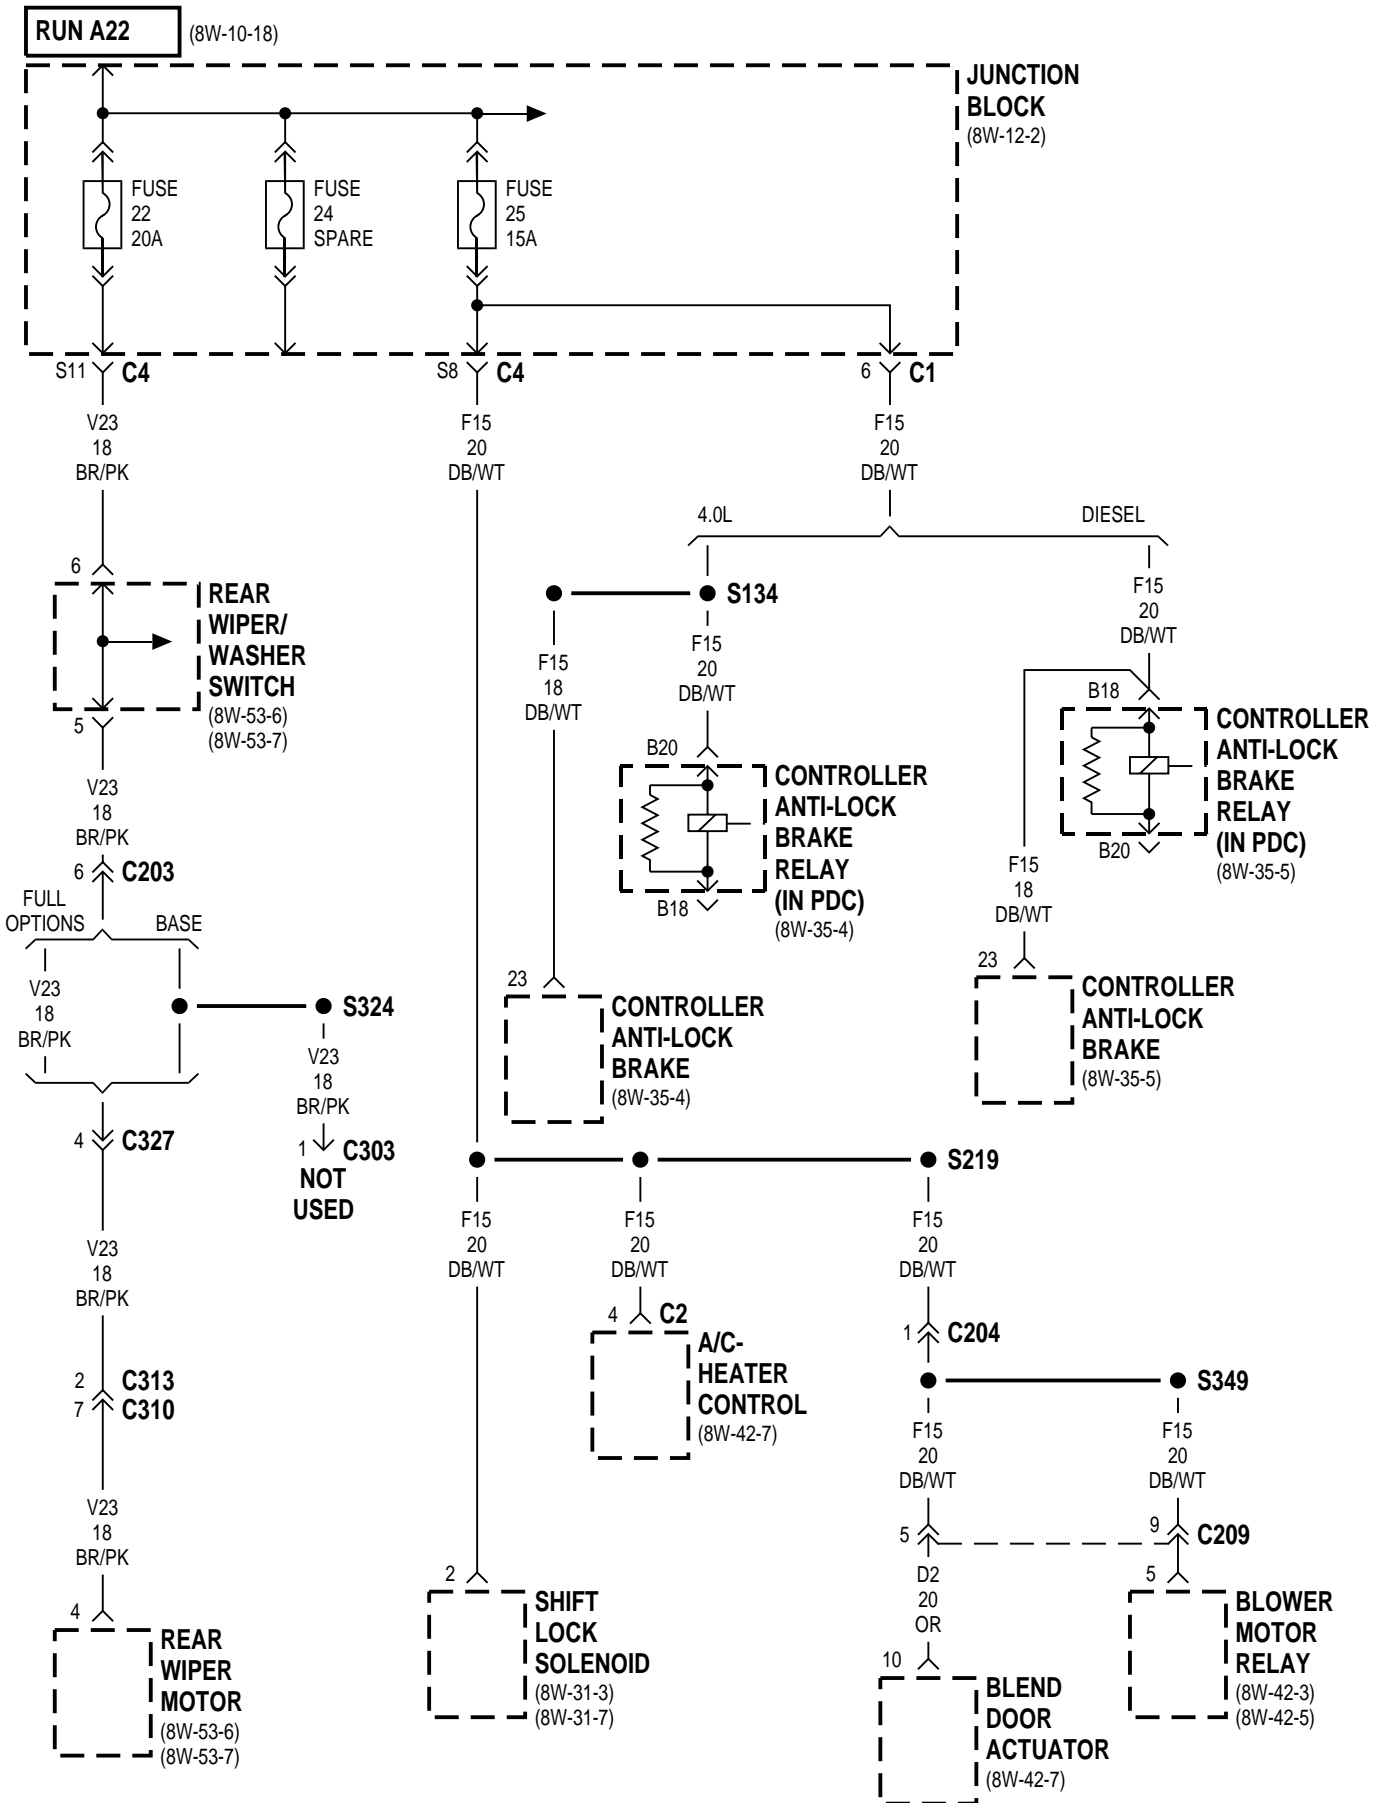 RUN A22
(8W-10-18)
JUNCTION
BLOCK
(8W-12-2)
FUSE
22
20A
FUSE
24
SPARE
FUSE
25
15A
S11
C4
S8
C4
6
C1
V23
18
BR/PK
F15
20
DB/WT
F15
20
DB/WT
4.0L
DIESEL
6
REAR
WIPER/
WASHER
SWITCH
(8W-53-6)
(8W-53-7)
5
S134
F15
18
DB/WT
F15
20
DB/WT
F15
20
DB/WT
B18
CONTROLLER
ANTI-LOCK
BRAKE
RELAY
(IN PDC)
(8W-35-5)
B20
B20
CONTROLLER
ANTI-LOCK
BRAKE
RELAY
(IN PDC)
(8W-35-4)
B18
V23
18
BR/PK
6
C203
FULL
OPTIONS
BASE
V23
18
BR/PK
S324
V23
18
BR/PK
1
C303
NOT
USED
F15
18
DB/WT
23
CONTROLLER
ANTI-LOCK
BRAKE
(8W-35-4)
23
CONTROLLER
ANTI-LOCK
BRAKE
(8W-35-5)
4
C327
S219
V23
18
BR/PK
F15
20
DB/WT
F15
20
DB/WT
F15
20
DB/WT
4
C2
A/C-
HEATER
CONTROL
(8W-42-7)
1
C204
2
C313
7
C310
S349
F15
20
DB/WT
F15
20
DB/WT
V23
18
BR/PK
5
9
C209
D2
20
OR
4
REAR
WIPER
MOTOR
(8W-53-6)
(8W-53-7)
2
SHIFT
LOCK
SOLENOID
(8W-31-3)
(8W-31-7)
10
BLEND
DOOR
ACTUATOR
(8W-42-7)
5
BLOWER
MOTOR
RELAY
(8W-42-3)
(8W-42-5)